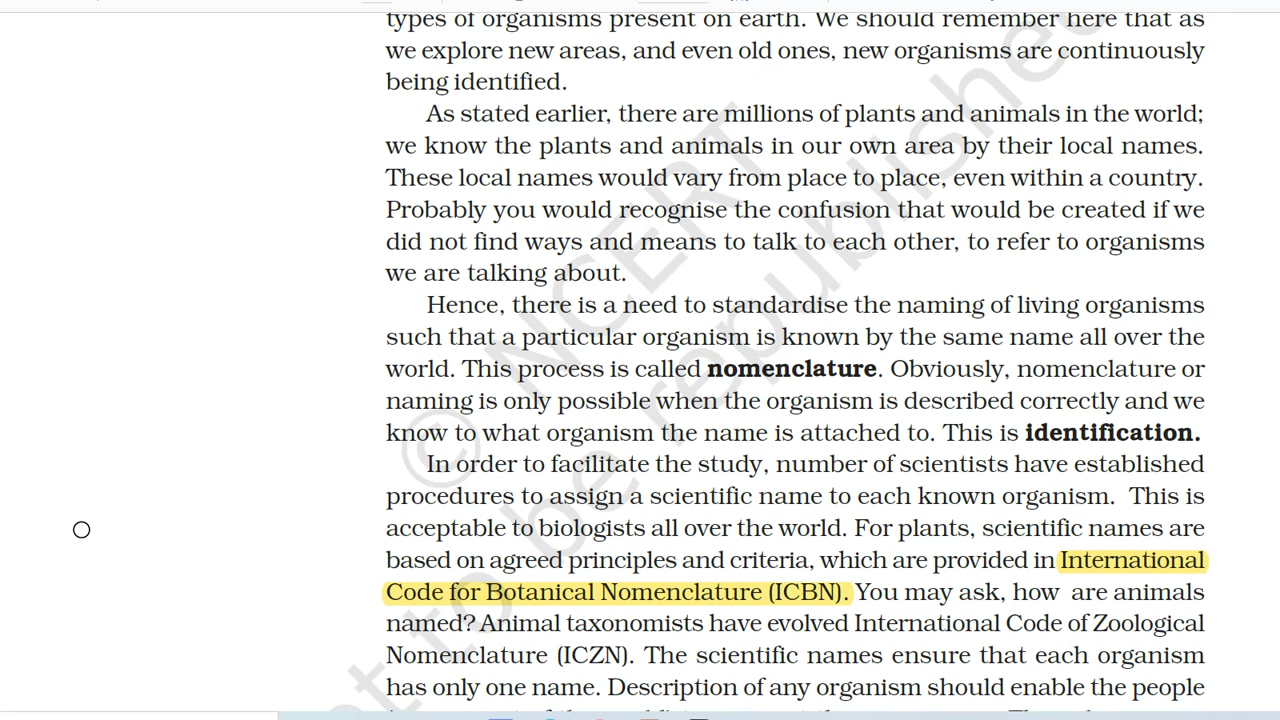 types of organisms present on earth. We should remember here that as
we explore new areas, and even old ones, new organisms are continuously
being identified.
As stated earlier, there are millions of plants and animals in the world;
we know the plants and animals in our own area by their local names.
These local names would vary from place to place, even within a country.
Probably you would recognise the confusion that would be created if we
did not find ways and means to talk to each other, to refer to organisms
we are talking about.
Hence, there is a need to standardise the naming of living organisms
such that a particular organism is known by the same name all over the
world. This process is called nomenclature. Obviously, nomenclature or
naming is only possible when the organism is described correctly and we
know to what organism the name is attached to. This is identification.
In order to facilitate the study, number of scientists have established
procedures to assign a scientific name to each known organism. This is
acceptable to biologists all over the world. For plants, scientific names are
based on agreed principles and criteria, which are provided in International
Code for Botanical Nomenclature (ICBN). You may ask, how are animals
named? Animal taxonomists have evolved International Code of Zoological
Nomenclature (ICZN). The scientific names ensure that each organism
has only one name. Description of any organism should enable the people
© NCERT
be republished